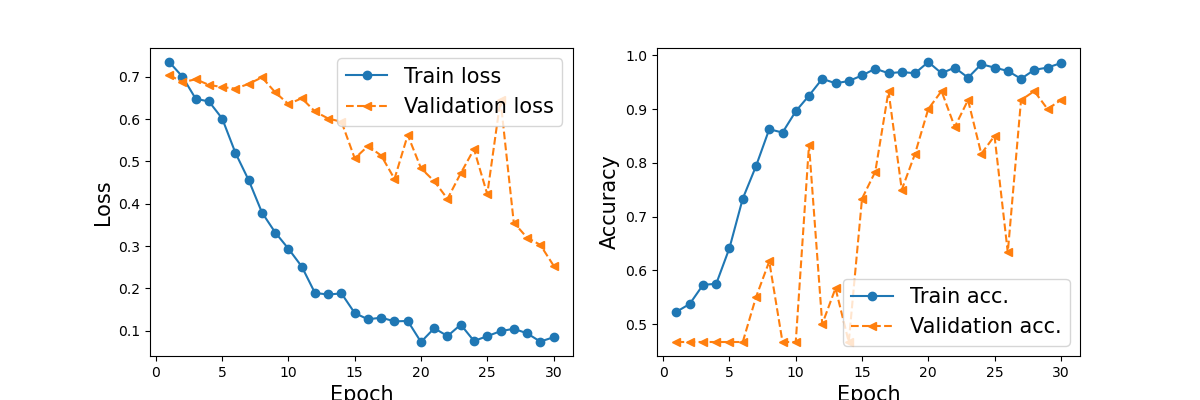 Train loss
Validation loss
0.7
0.6
0.5
0.4
0.3
0.2
0.1
Loss
0 5 10 15 20 25 30
Epoch
1.0
0.9
0.8
0.7
0.6
0.5
Accuracy
Train acc.
Validation acc.
0 5 10 15 20 25 30
Epoch